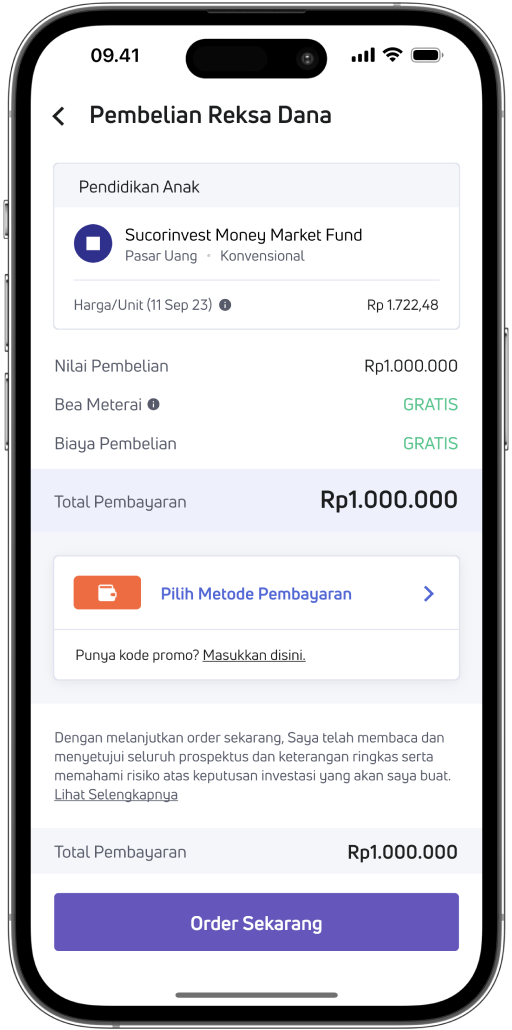 09.41
Pembelian Reksa Dana
Pendidikan Anak
Sucorinvest Money Market Fund
Pasar Uang • Konvensional
Harga/Unit (11 Sep 23) Rp 1.722,48
Nilai Pembelian Rp1.000.000
Bea Meterai GRATIS
Biaya Pembelian GRATIS
Total Pembayaran Rp1.000.000
Pilih Metode Pembayaran
Punya kode promo? Masukkan disini.
Dengan melanjutkan order sekarang, Saya telah membaca dan
menyetujui seluruh prospektus dan keterangan ringkas serta
memahami risiko atas keputusan investasi yang akan saya buat.
Lihat Selengkapnya
Total Pembayaran Rp1.000.000
Order Sekarang